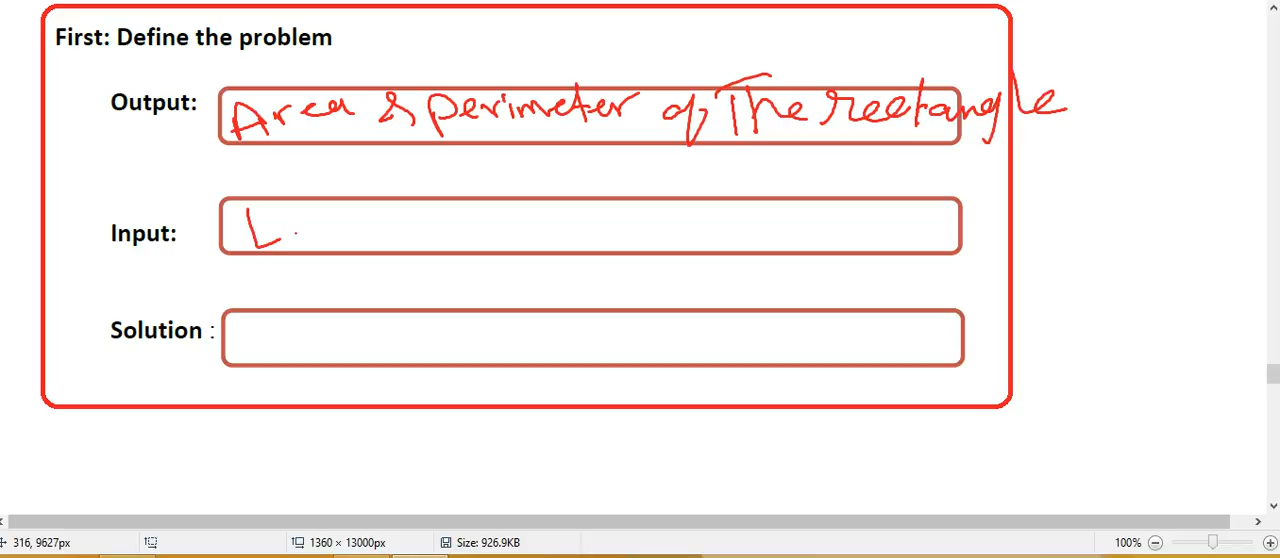 First: Define the problem
Output: Area & perimeter of The rectangle
Input: L
Solution :
316, 9627px 1360 × 13000px Size: 926.9KB 100%